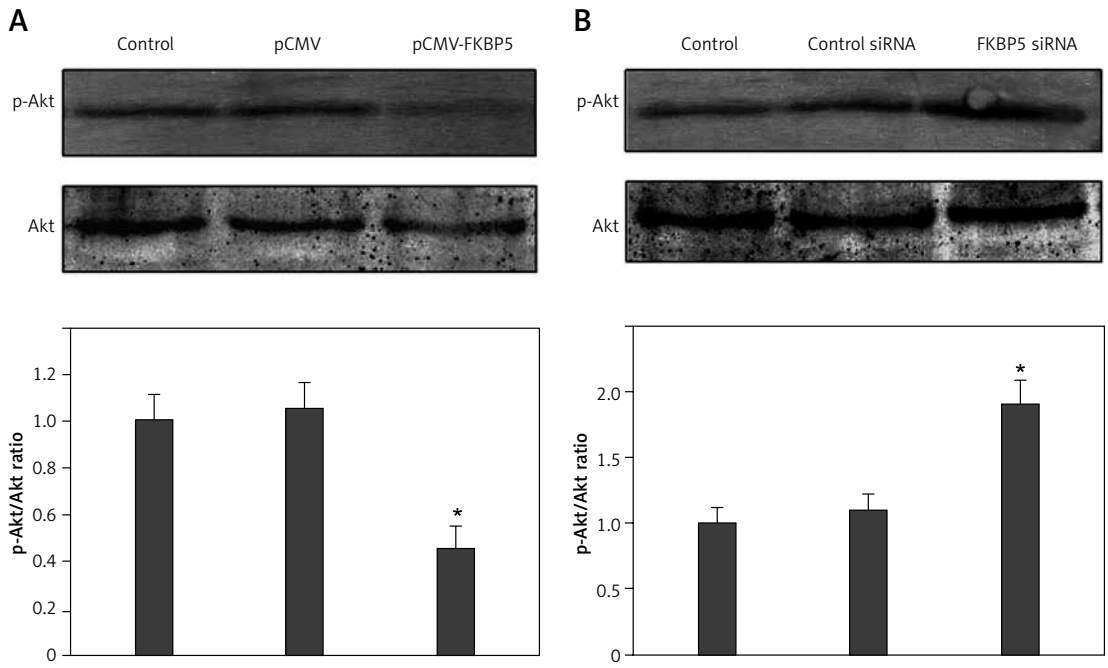 A
Control pCMV pCMV-FKBP5
p-Akt
Akt
p-Akt/Akt ratio
1.2
1.0
0.8
0.6
0.4
0.2
0
*
B
Control Control siRNA FKBP5 siRNA
p-Akt
Akt
p-Akt/Akt ratio
2.0
1.5
1.0
0.5
0
*